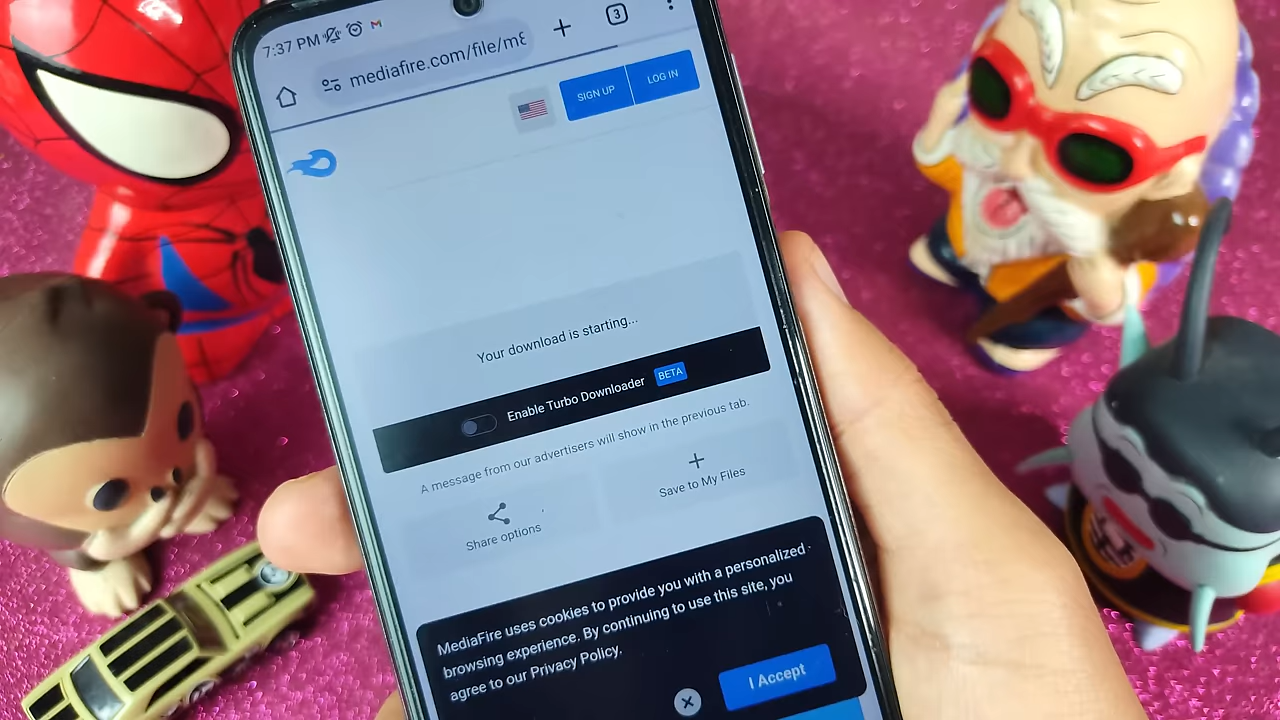 7:37 PM
mediafire.com/file/m8
3
SIGN UP
LOG IN
Your download is starting...
Enable Turbo Downloader BETA
A message from our advertisers will show in the previous tab.
Share options
Save to My Files
MediaFire uses cookies to provide you with a personalized
browsing experience. By continuing to use this site, you
agree to our Privacy Policy.
I Accept